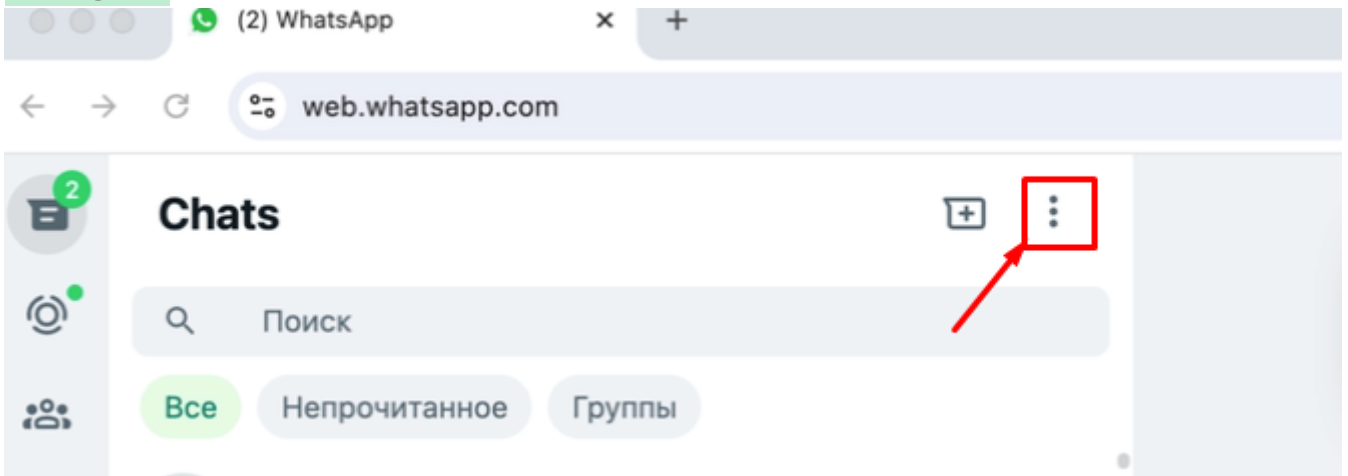 (2) WhatsApp
web.whatsapp.com
2
Chats
Поиск
Все Непрочитанное Группы